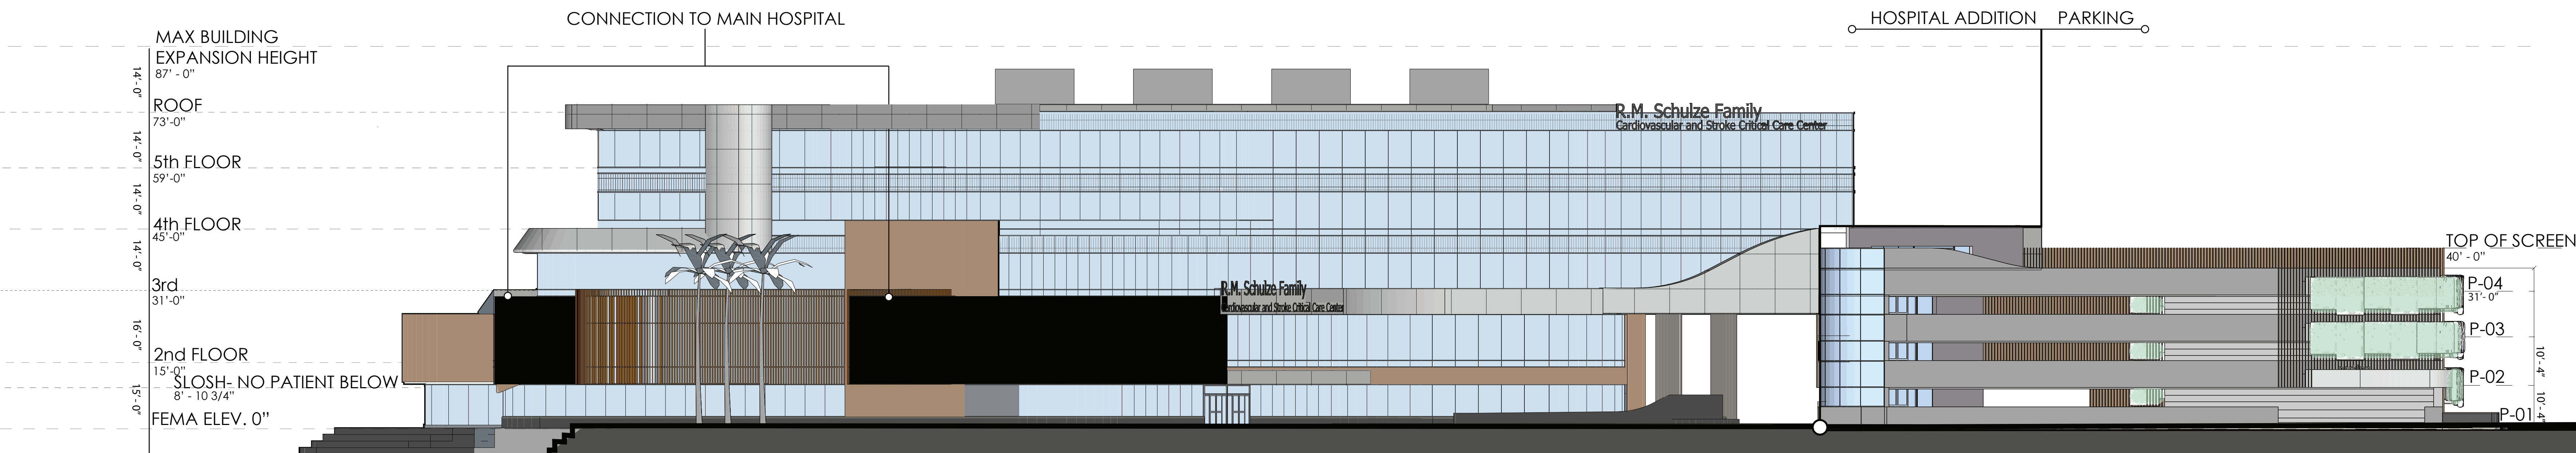 CONNECTION TO MAIN HOSPITAL
HOSPITAL ADDITION PARKING
MAX BUILDING
EXPANSION HEIGHT
87' - 0"
14'- 0"
ROOF
73'-0"
14'- 0"
5th FLOOR
59'-0"
14'- 0"
4th FLOOR
45'-0"
14'- 0"
3rd
31'-0"
16'- 0"
2nd FLOOR
15'-0"
SLOSH- NO PATIENT BELOW
8' - 10 3/4"
15'- 0"
FEMA ELEV. 0"
R.M. Schulze Family
Cardiovascular and Stroke Critical Care Center
R.M. Schulze Family
Cardiovascular and Stroke Critical Care Center
TOP OF SCREEN
40' - 0"
P-04
31'- 0"
P-03
10'- 4"
P-02
10'- 4"
P-01